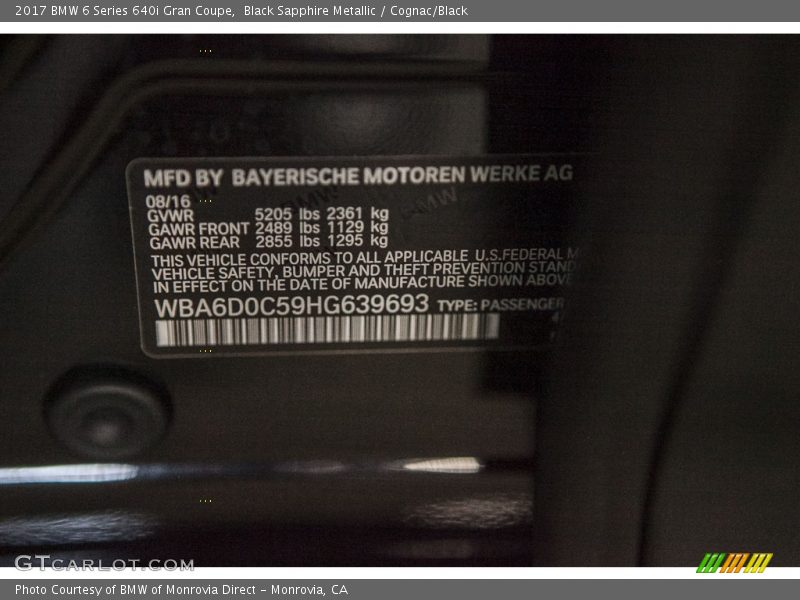 2017 BMW 6 Series 640i Gran Coupe, Black Sapphire Metallic / Cognac/Black
MFD BY BAYERISCHE MOTOREN WERKE AG
08/16
GVWR 5205 lbs 2361 kg
GAWR FRONT 2489 lbs 1129 kg
GAWR REAR 2855 lbs 1295 kg
THIS VEHICLE CONFORMS TO ALL APPLICABLE U.S.FEDERAL M
VEHICLE SAFETY, BUMPER AND THEFT PREVENTION STAND
IN EFFECT ON THE DATE OF MANUFACTURE SHOWN ABOVE
WBA6D0C59HG639693 TYPE: PASSENGER
4
GTCARLOT.COM
Photo Courtesy of BMW of Monrovia Direct - Monrovia, CA